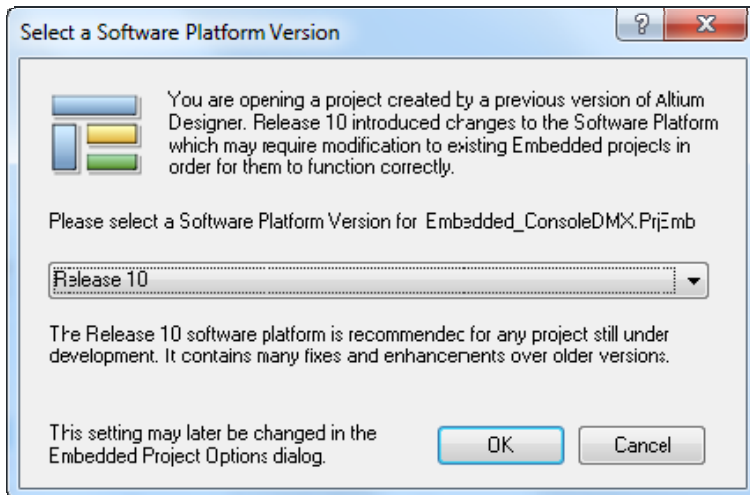 Select a Software Platform Version
You are opening a project created by a previous version of Altium
Designer. Release 10 introduced changes to the Software Platform
which may require modification to existing Embedded projects in
order for them to function correctly.
Please select a Software Platform Version for Embedded_ConsoleDMX.PrjEmb
Release 10
The Release 10 software platform is recommended for any project still under
development. It contains many fixes and enhancements over older versions.
This setting may later be changed in the
Embedded Project Options dialog.
OK
Cancel